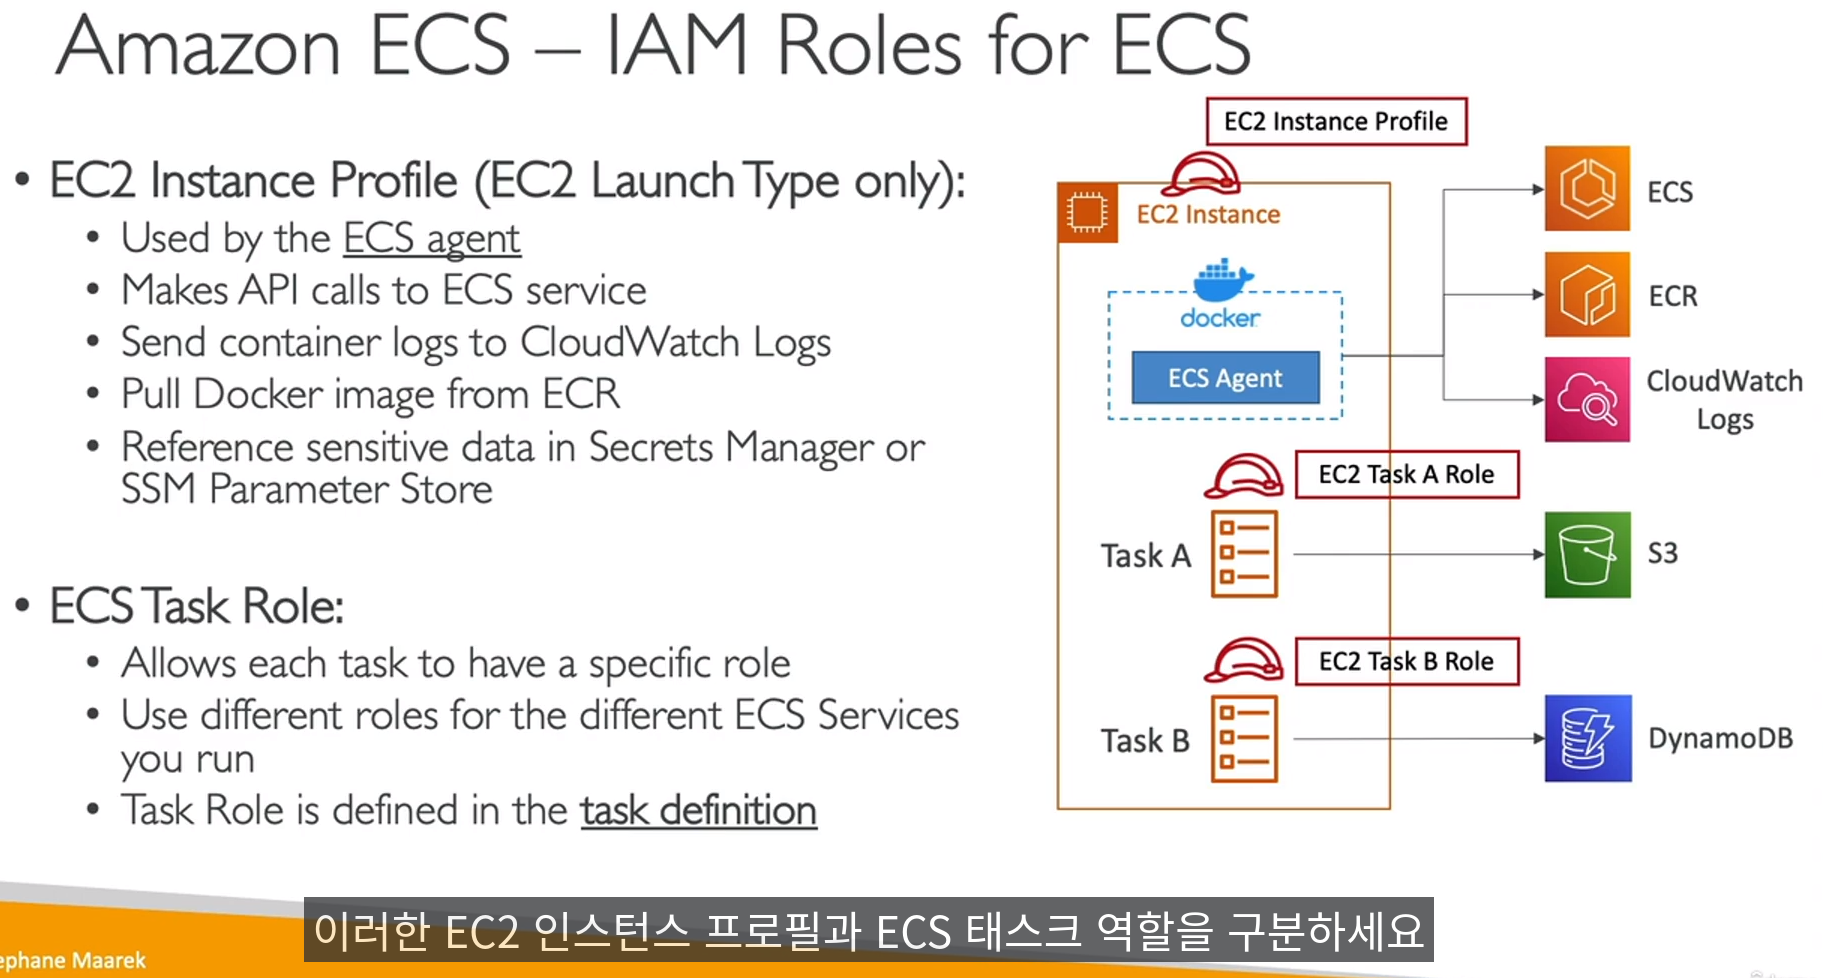 Amazon ECS – IAM Roles for ECS
• EC2 Instance Profile (EC2 Launch Type only):
• Used by the ECS agent
• Makes API calls to ECS service
• Send container logs to CloudWatch Logs
• Pull Docker image from ECR
• Reference sensitive data in Secrets Manager or
SSM Parameter Store
• ECS Task Role:
• Allows each task to have a specific role
• Use different roles for the different ECS Services
you run
• Task Role is defined in the task definition
EC2 Instance Profile
EC2 Instance
docker
ECS Agent
ECS
ECR
CloudWatch
Logs
EC2 Task A Role
Task A
S3
EC2 Task B Role
Task B
DynamoDB
이러한 EC2 인스턴스 프로필과 ECS 태스크 역할을 구분하세요
ephane Maarek